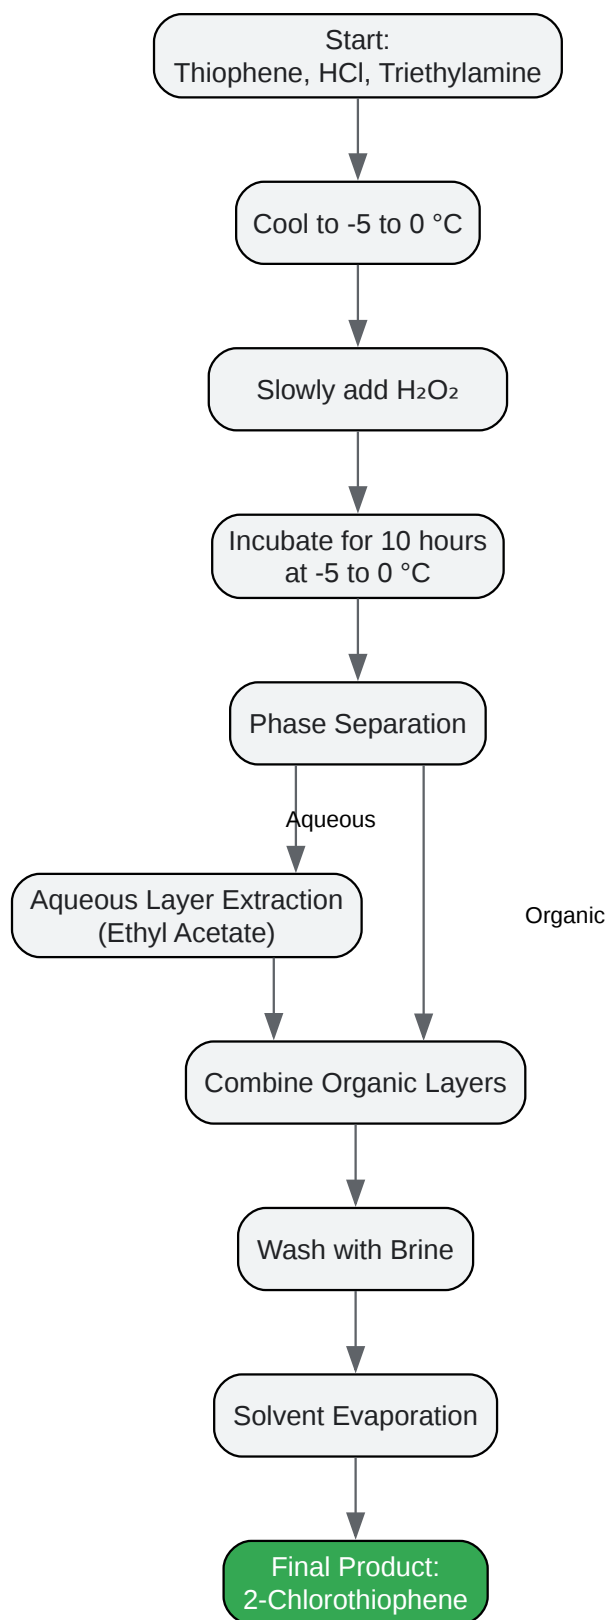 Start:
Thiophene, HCl, Triethylamine
Cool to -5 to 0 °C
Slowly add H₂O₂
Incubate for 10 hours
at -5 to 0 °C
Phase Separation
Aqueous
Aqueous Layer Extraction
(Ethyl Acetate)
Organic
Combine Organic Layers
Wash with Brine
Solvent Evaporation
Final Product:
2-Chlorothiophene